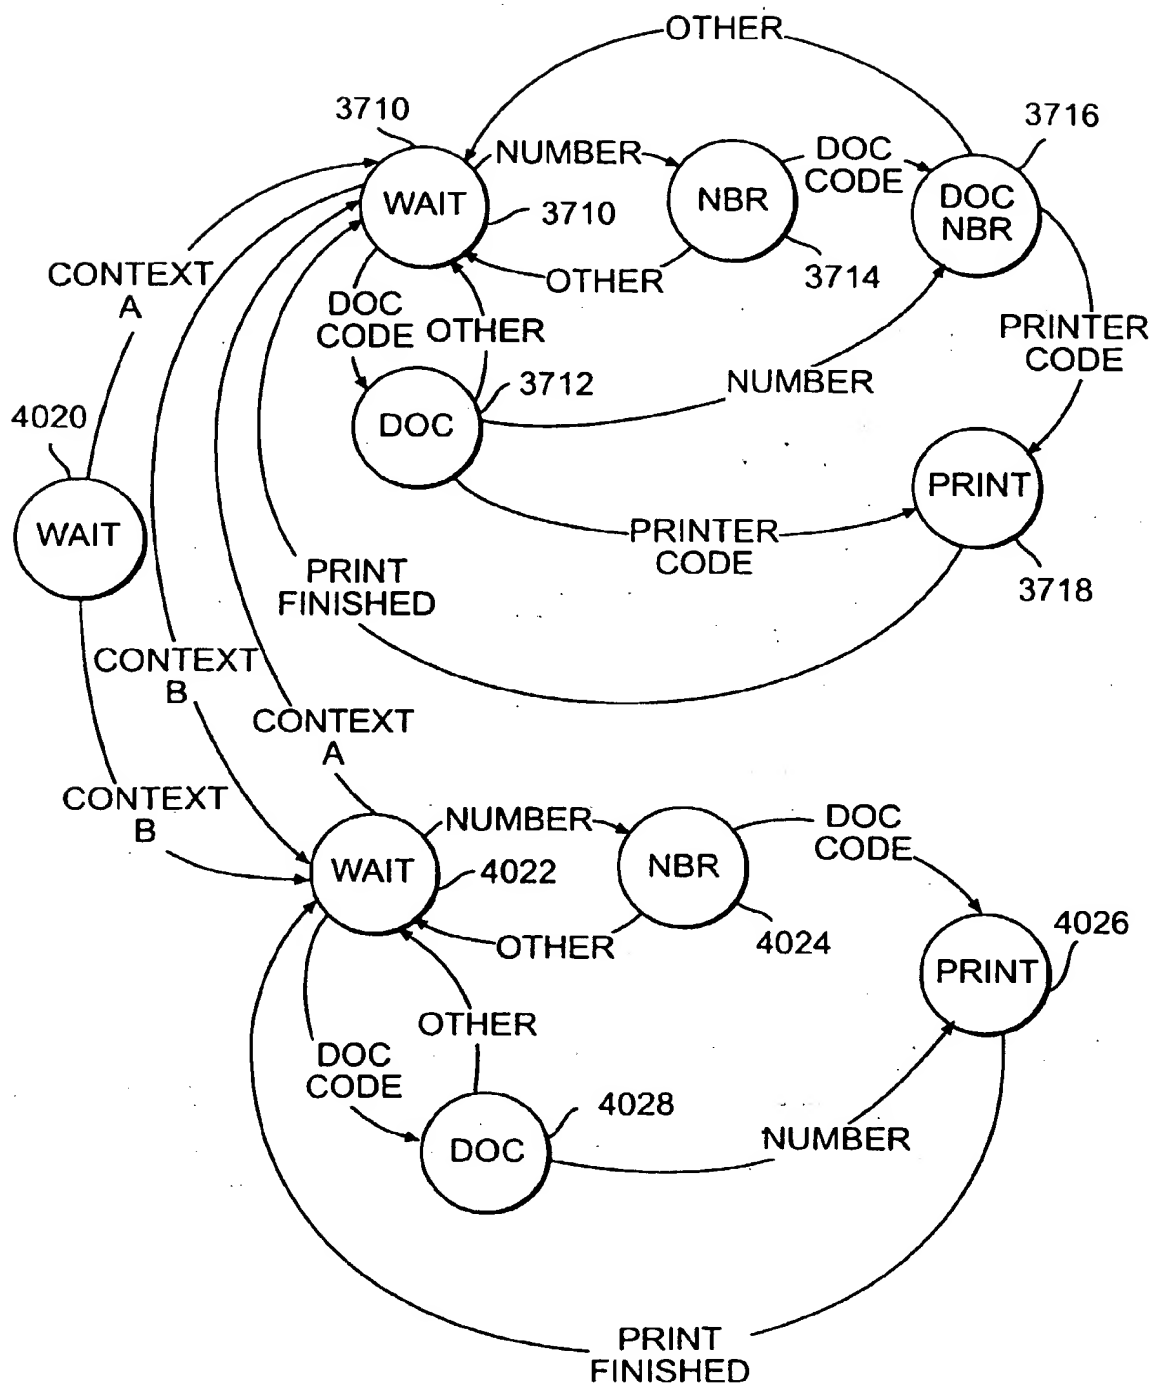 OTHER
3710
3716
NUMBER
DOC
CODE
WAIT
3710
NBR
DOC
NBR
3714
OTHER
CONTEXT
A
DOC
CODE
OTHER
PRINTER
CODE
NUMBER
3712
4020
DOC
PRINT
WAIT
PRINTER
CODE
3718
PRINT
FINISHED
CONTEXT
B
CONTEXT
A
CONTEXT
B
NUMBER
DOC
CODE
WAIT
4022
NBR
4024
4026
OTHER
PRINT
OTHER
DOC
CODE
4028
DOC
NUMBER
PRINT
FINISHED